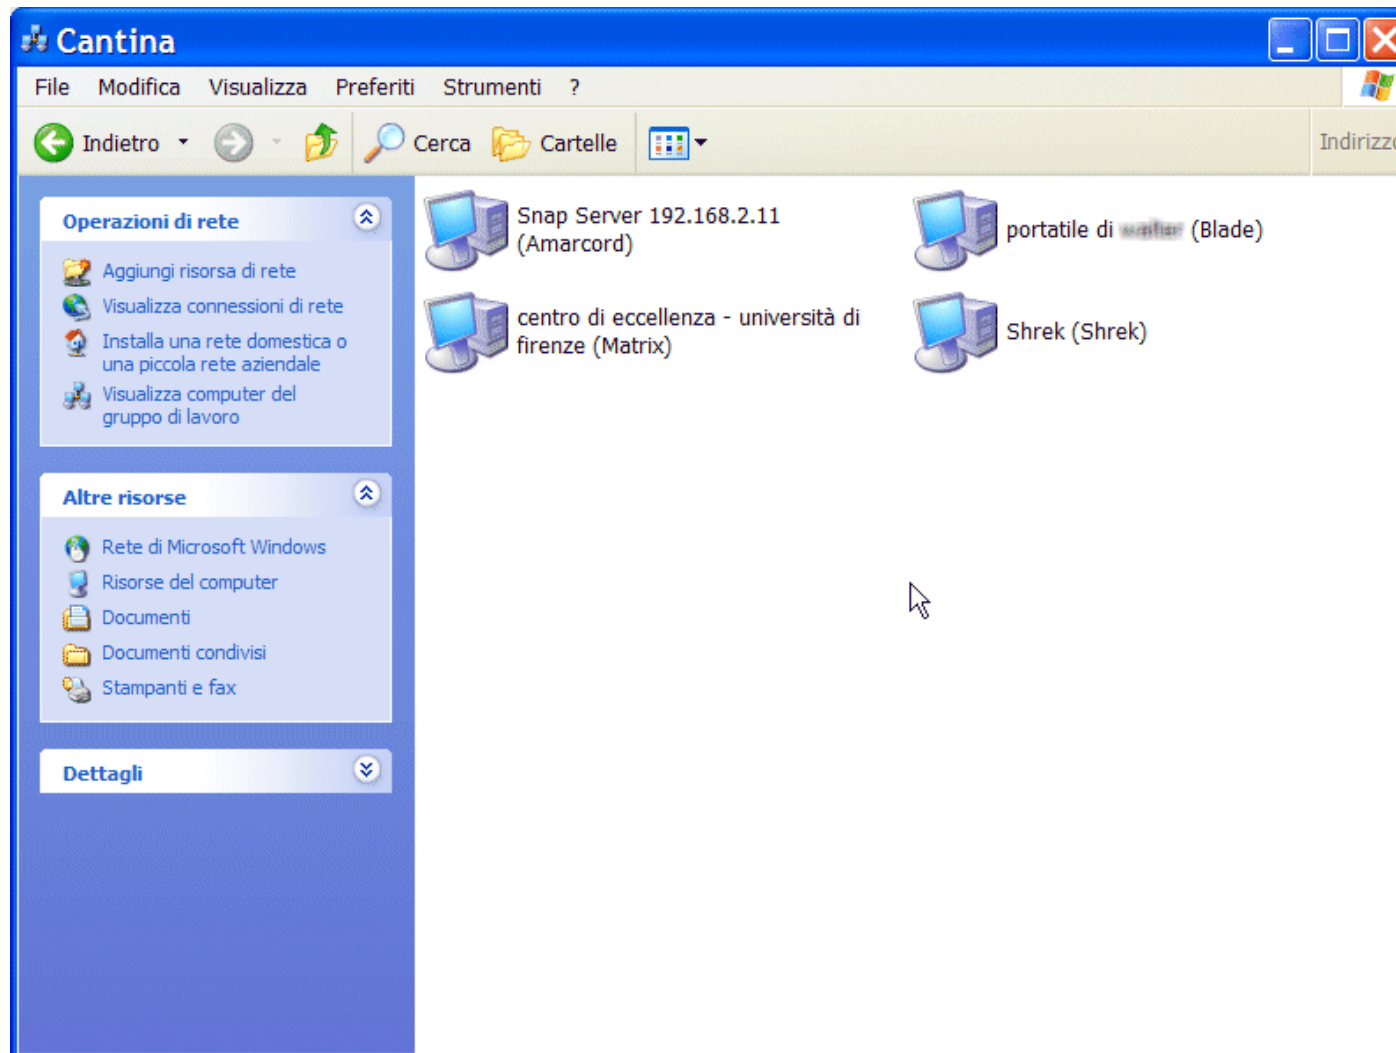 Cantina
File Modifica Visualizza Preferiti Strumenti ?
Indietro Cerca Cartelle
Operazioni di rete
Aggiungi risorsa di rete
Visualizza connessioni di rete
Installa una rete domestica o
una piccola rete aziendale
Visualizza computer del
gruppo di lavoro
Altre risorse
Rete di Microsoft Windows
Risorse del computer
Documenti
Documenti condivisi
Stampanti e fax
Dettagli
Snap Server 192.168.2.11
(Amarcord)
portatile di (Blade)
centro di eccellenza - università di
firenze (Matrix)
Shrek (Shrek)